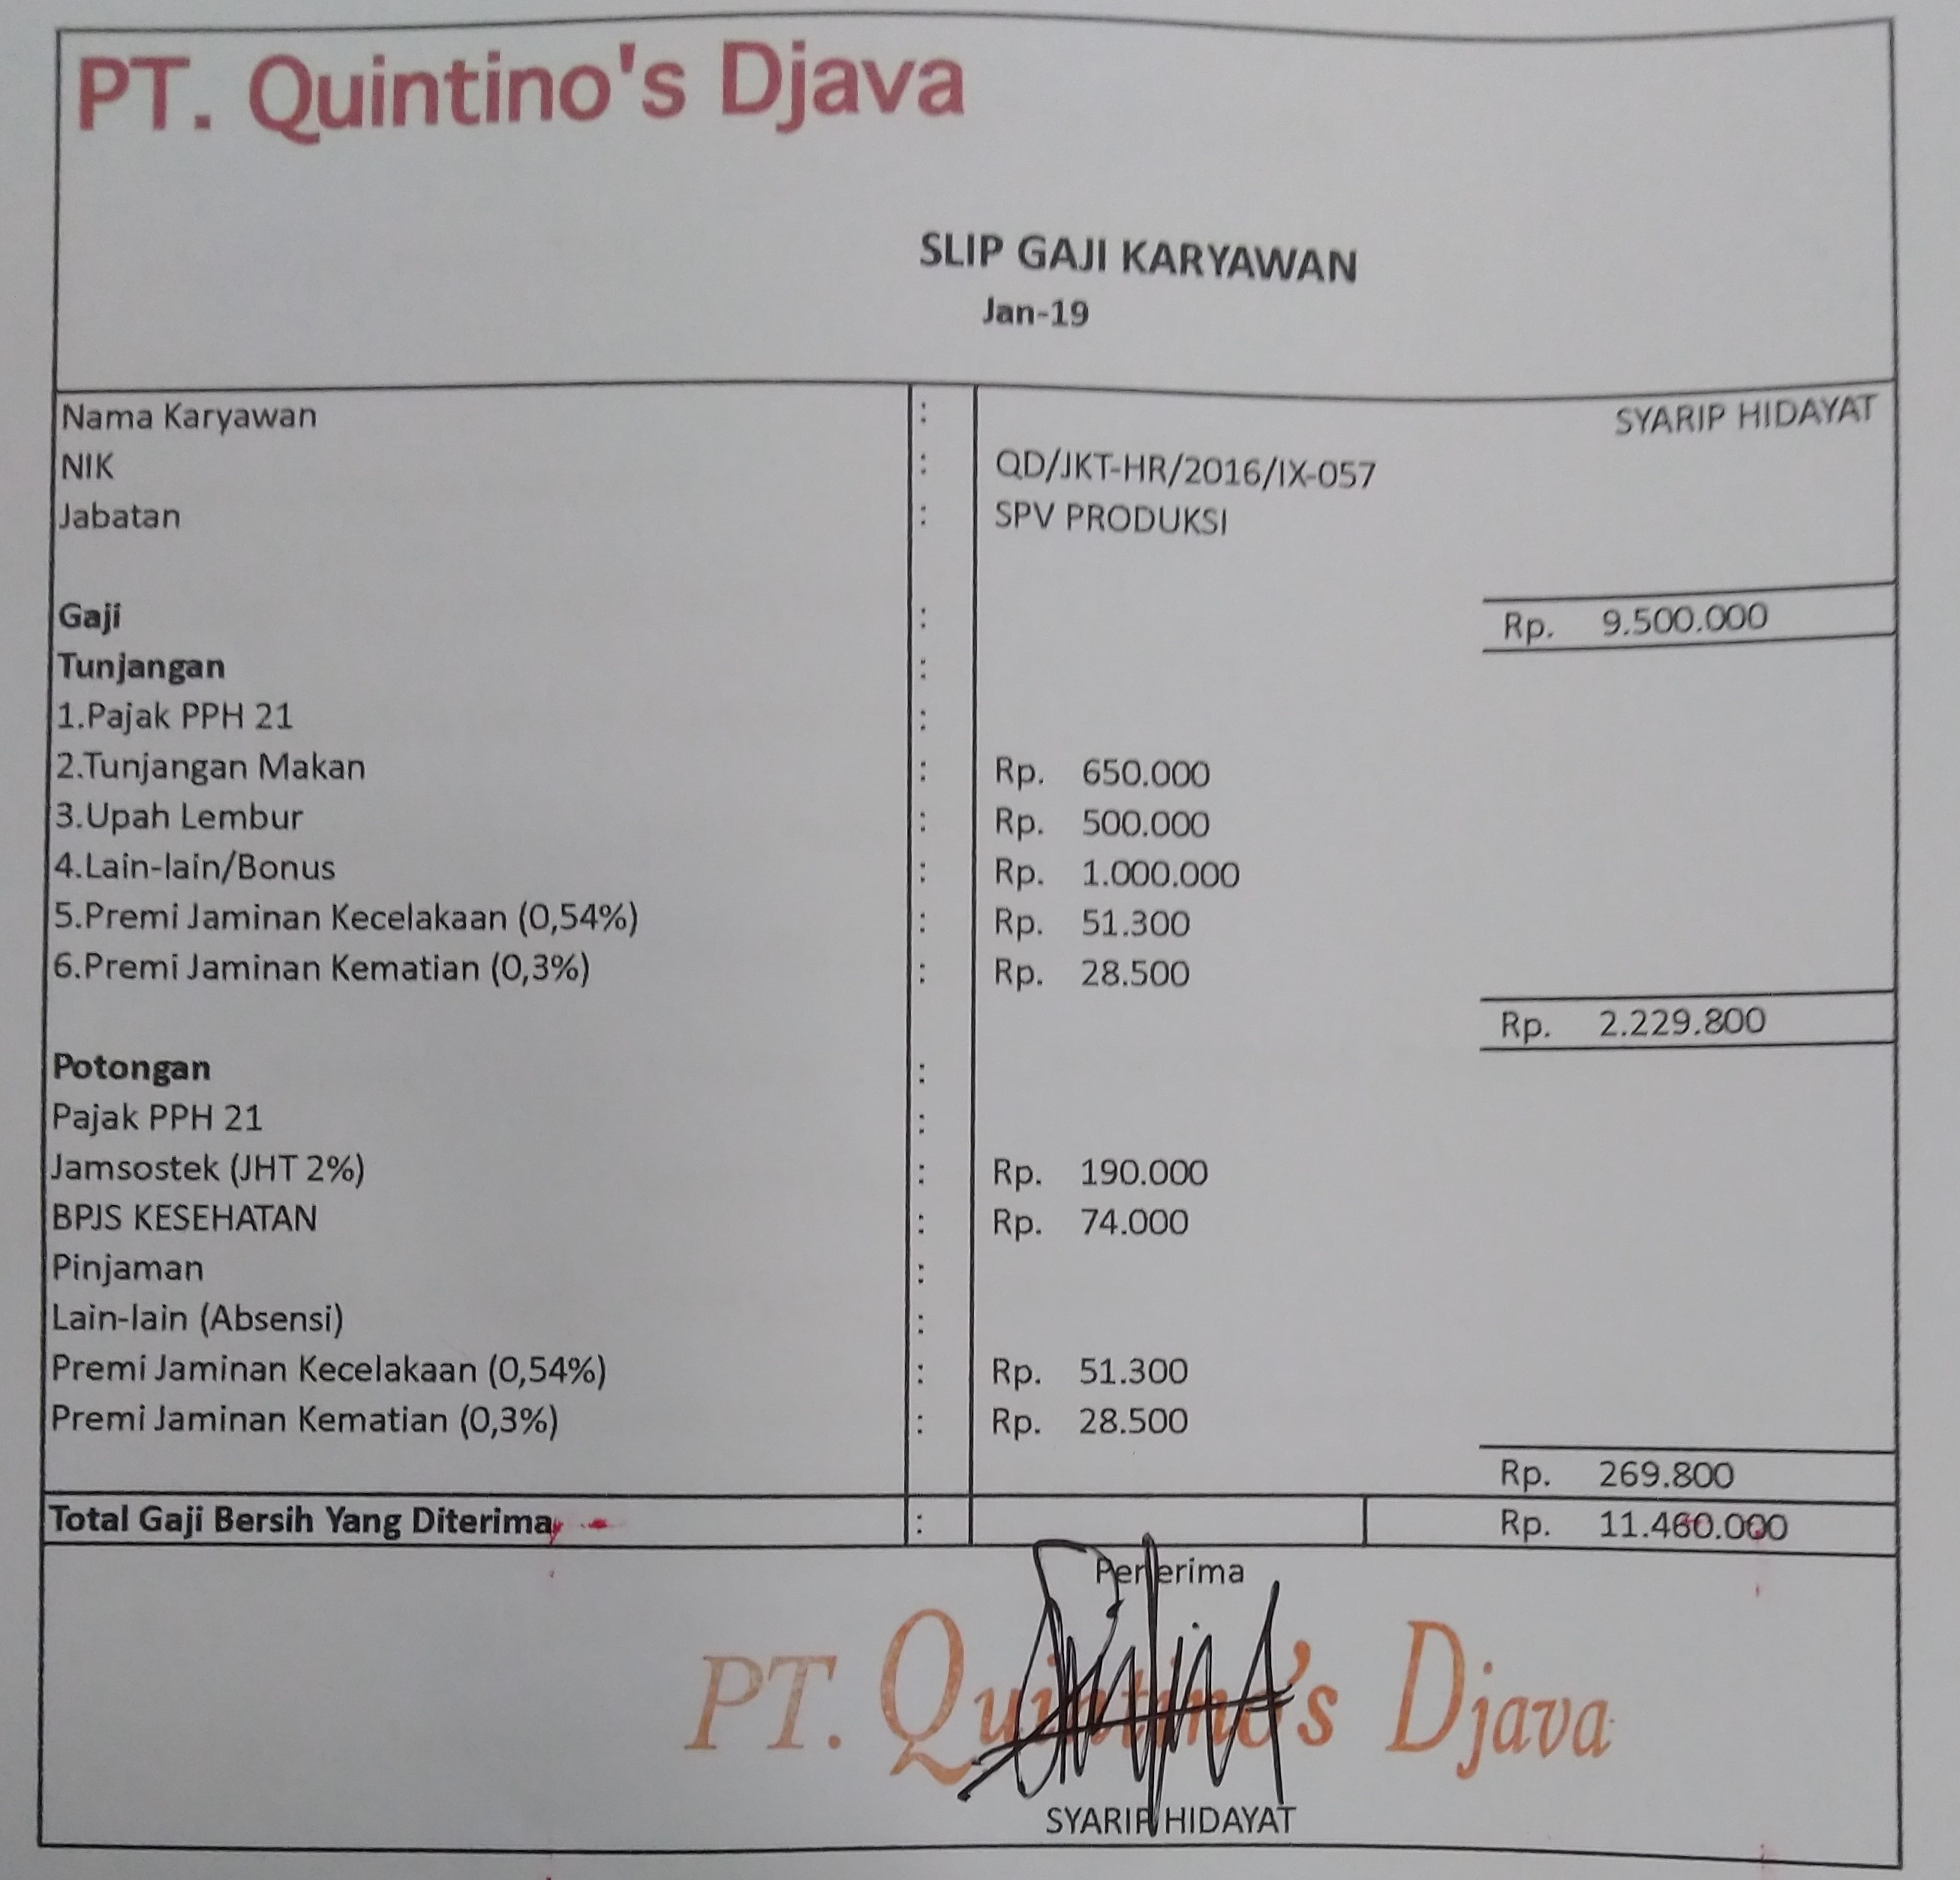 PT. Quintino's Djava
SLIP GAJI KARYAWAN
Jan-19
Nama Karyawan : SYARIP HIDAYAT
NIK : QD/JKT-HR/2016/IX-057
Jabatan : SPV PRODUKSI
Gaji : Rp. 9.500.000
Tunjangan :
1.Pajak PPH 21 :
2.Tunjangan Makan : Rp. 650.000
3.Upah Lembur : Rp. 500.000
4.Lain-lain/Bonus : Rp. 1.000.000
5.Premi Jaminan Kecelakaan (0,54%) : Rp. 51.300
6.Premi Jaminan Kematian (0,3%) : Rp. 28.500
Rp. 2.229.800
Potongan :
Pajak PPH 21 :
Jamsostek (JHT 2%) : Rp. 190.000
BPJS KESEHATAN : Rp. 74.000
Pinjaman :
Lain-lain (Absensi) :
Premi Jaminan Kecelakaan (0,54%) : Rp. 51.300
Premi Jaminan Kematian (0,3%) : Rp. 28.500
Rp. 269.800
Total Gaji Bersih Yang Diterima : Rp. 11.460.000
Penerima
PT. Quintino's Djava
SYARIP HIDAYAT